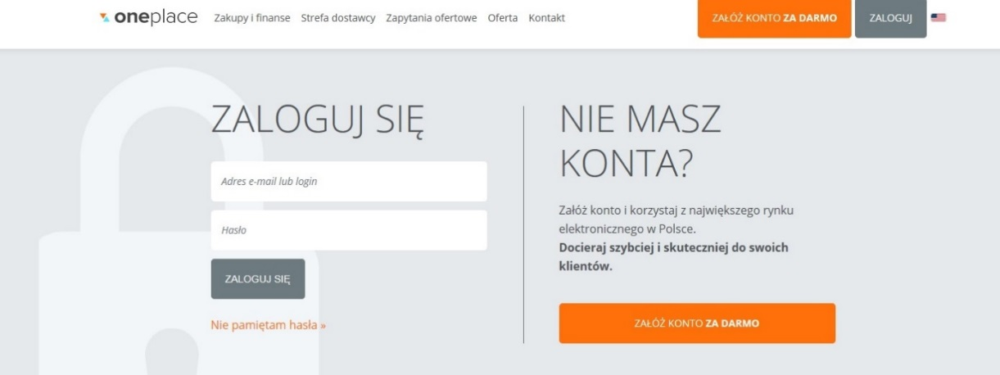 oneplace Zakupy i finanse Strefa dostawcy Zapytania ofertowe Oferta Kontakt ZAŁÓŻ KONTO ZA DARMO ZALOGUJ
ZALOGUJ SIĘ
Adres e-mail lub login
Hasło
ZALOGUJ SIĘ
Nie pamiętam hasła »
NIE MASZ
KONTA?
Załóż konto i korzystaj z największego rynku
elektronicznego w Polsce.
Docieraj szybciej i skuteczniej do swoich
klientów.
ZAŁÓŻ KONTO ZA DARMO